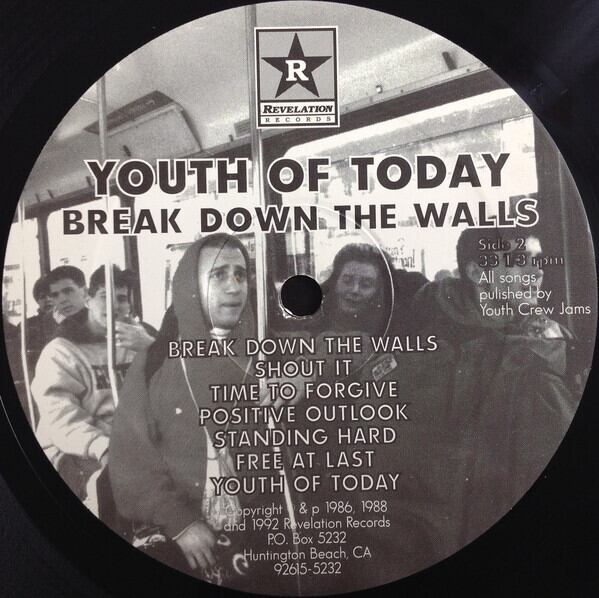 R
REVELATION
RECORDS
YOUTH OF TODAY
BREAK DOWN THE WALLS
Side 2
33 1-3 rpm
All songs
pulished by
Youth Crew Jams
BREAK DOWN THE WALLS
SHOUT IT
TIME TO FORGIVE
POSITIVE OUTLOOK
STANDING HARD
FREE AT LAST
YOUTH OF TODAY
Copyright & p 1986, 1988
and 1992 Revelation Records
P.O. Box 5232
Huntington Beach, CA
92615-5232